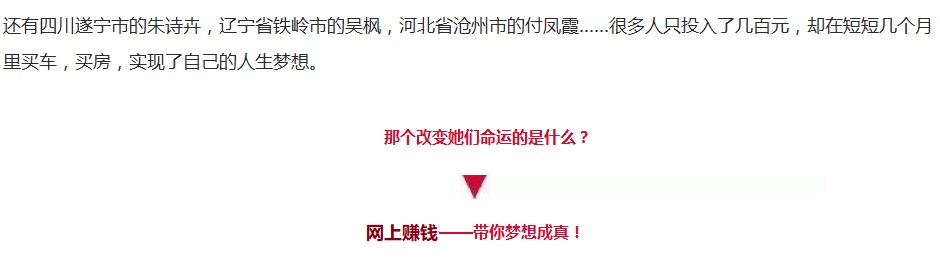 还有四川遂宁市的朱诗卉，辽宁省铁岭市的吴枫，河北省沧州市的付凤霞……很多人只投入了几百元，却在短短几个月
里买车，买房，实现了自己的人生梦想。
那个改变她们命运的是什么？
网上赚钱——带你梦想成真！